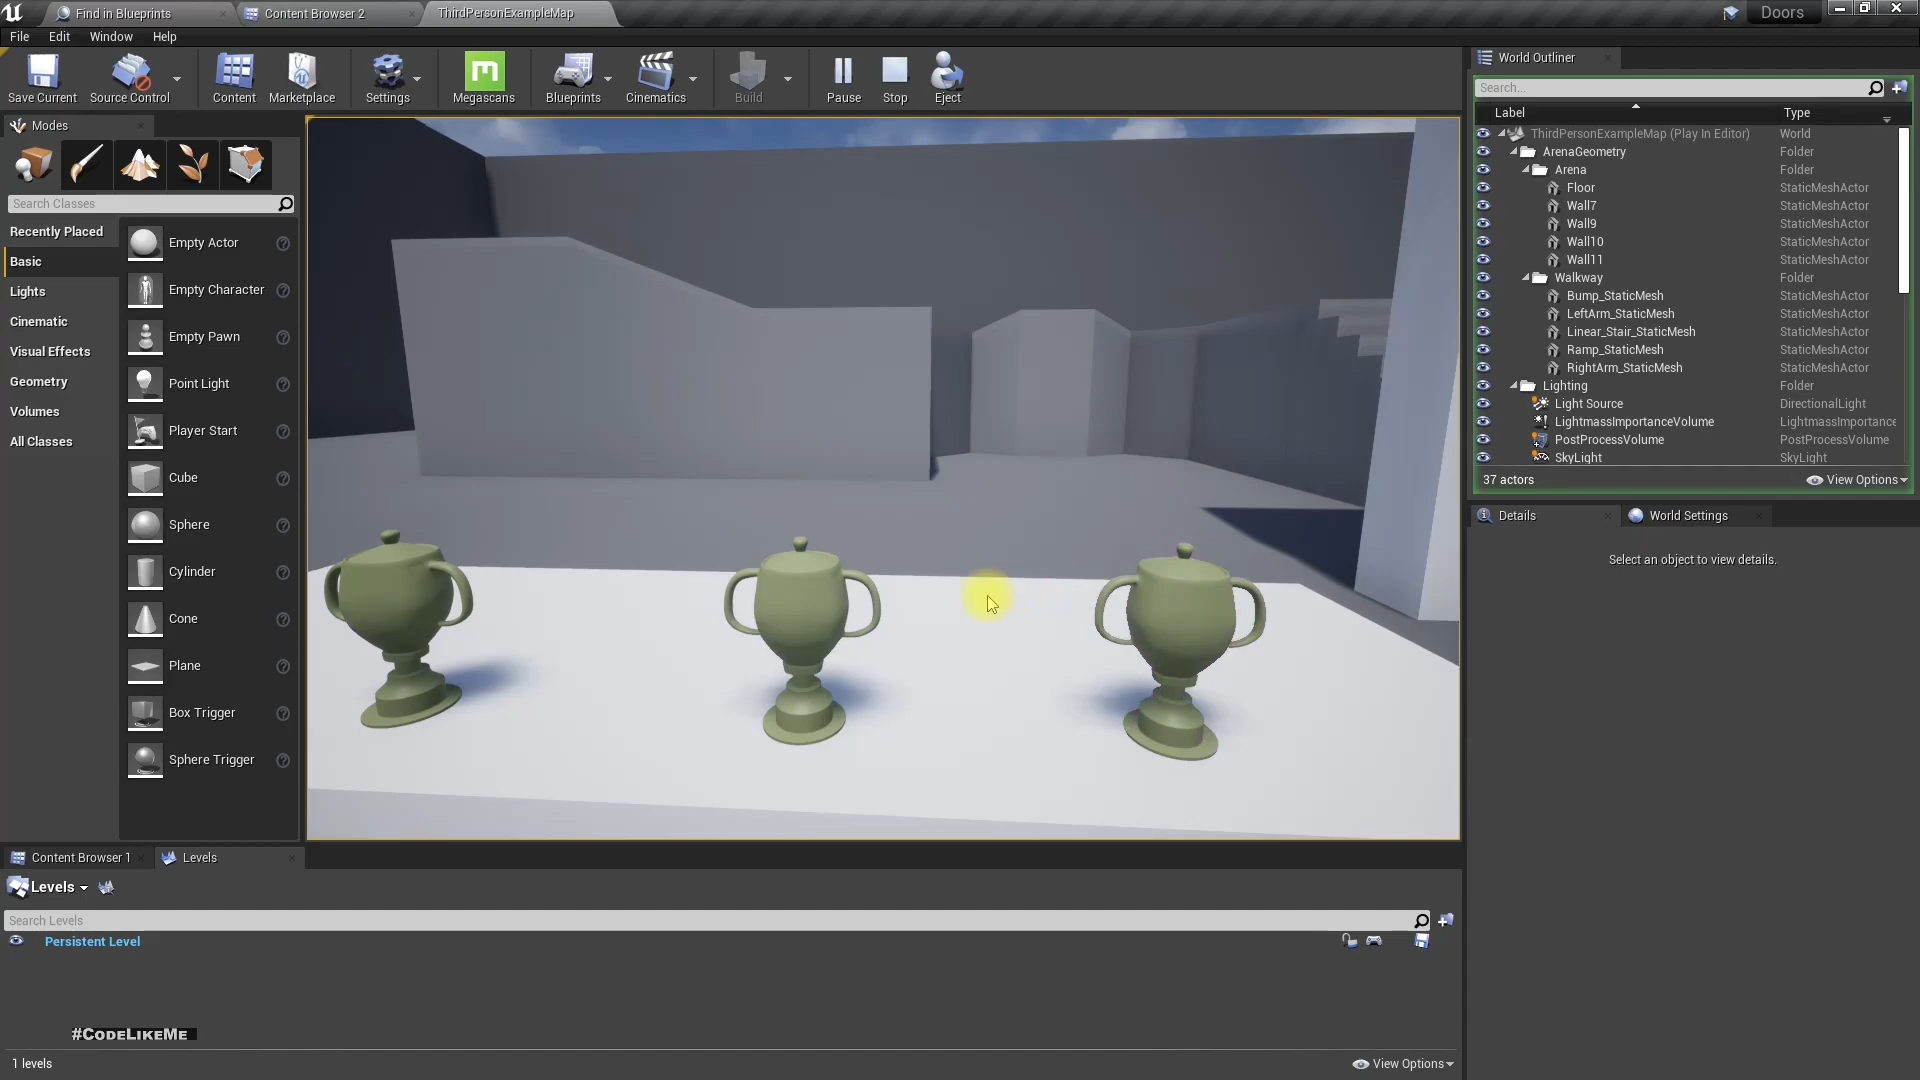 Find in Blueprints
Content Browser 2
ThirdPersonExampleMap
Doors
File
Edit
Window
Help
Save Current
Source Control
Content
Marketplace
Settings
Megascans
Blueprints
Cinematics
Build
Pause
Stop
Eject
Modes
Search Classes
Recently Placed
Basic
Lights
Cinematic
Visual Effects
Geometry
Volumes
All Classes
Empty Actor
Empty Character
Empty Pawn
Point Light
Player Start
Cube
Sphere
Cylinder
Cone
Plane
Box Trigger
Sphere Trigger
World Outliner
Search...
Label Type
ThirdPersonExampleMap (Play In Editor) World
ArenaGeometry Folder
Arena Folder
Floor StaticMeshActor
Wall7 StaticMeshActor
Wall9 StaticMeshActor
Wall10 StaticMeshActor
Wall11 StaticMeshActor
Walkway Folder
Bump_StaticMesh StaticMeshActor
LeftArm_StaticMesh StaticMeshActor
Linear_Stair_StaticMesh StaticMeshActor
Ramp_StaticMesh StaticMeshActor
RightArm_StaticMesh StaticMeshActor
Lighting Folder
Light Source DirectionalLight
LightmassImportanceVolume LightmassImportance
PostProcessVolume PostProcessVolume
SkyLight SkyLight
37 actors
View Options
Details
World Settings
Select an object to view details.
Content Browser 1
Levels
Levels
Search Levels
Persistent Level
#CodeLikeMe
1 levels
View Options